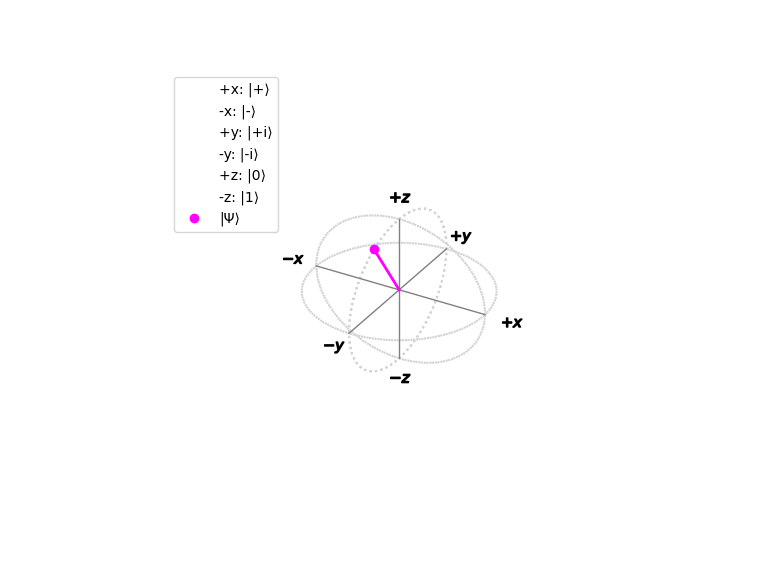 +x: |+⟩
-x: |-⟩
+y: |+i⟩
-y: |-i⟩
+z: |0⟩
-z: |1⟩
|Ψ⟩
+z
+y
−x
+x
−y
−z